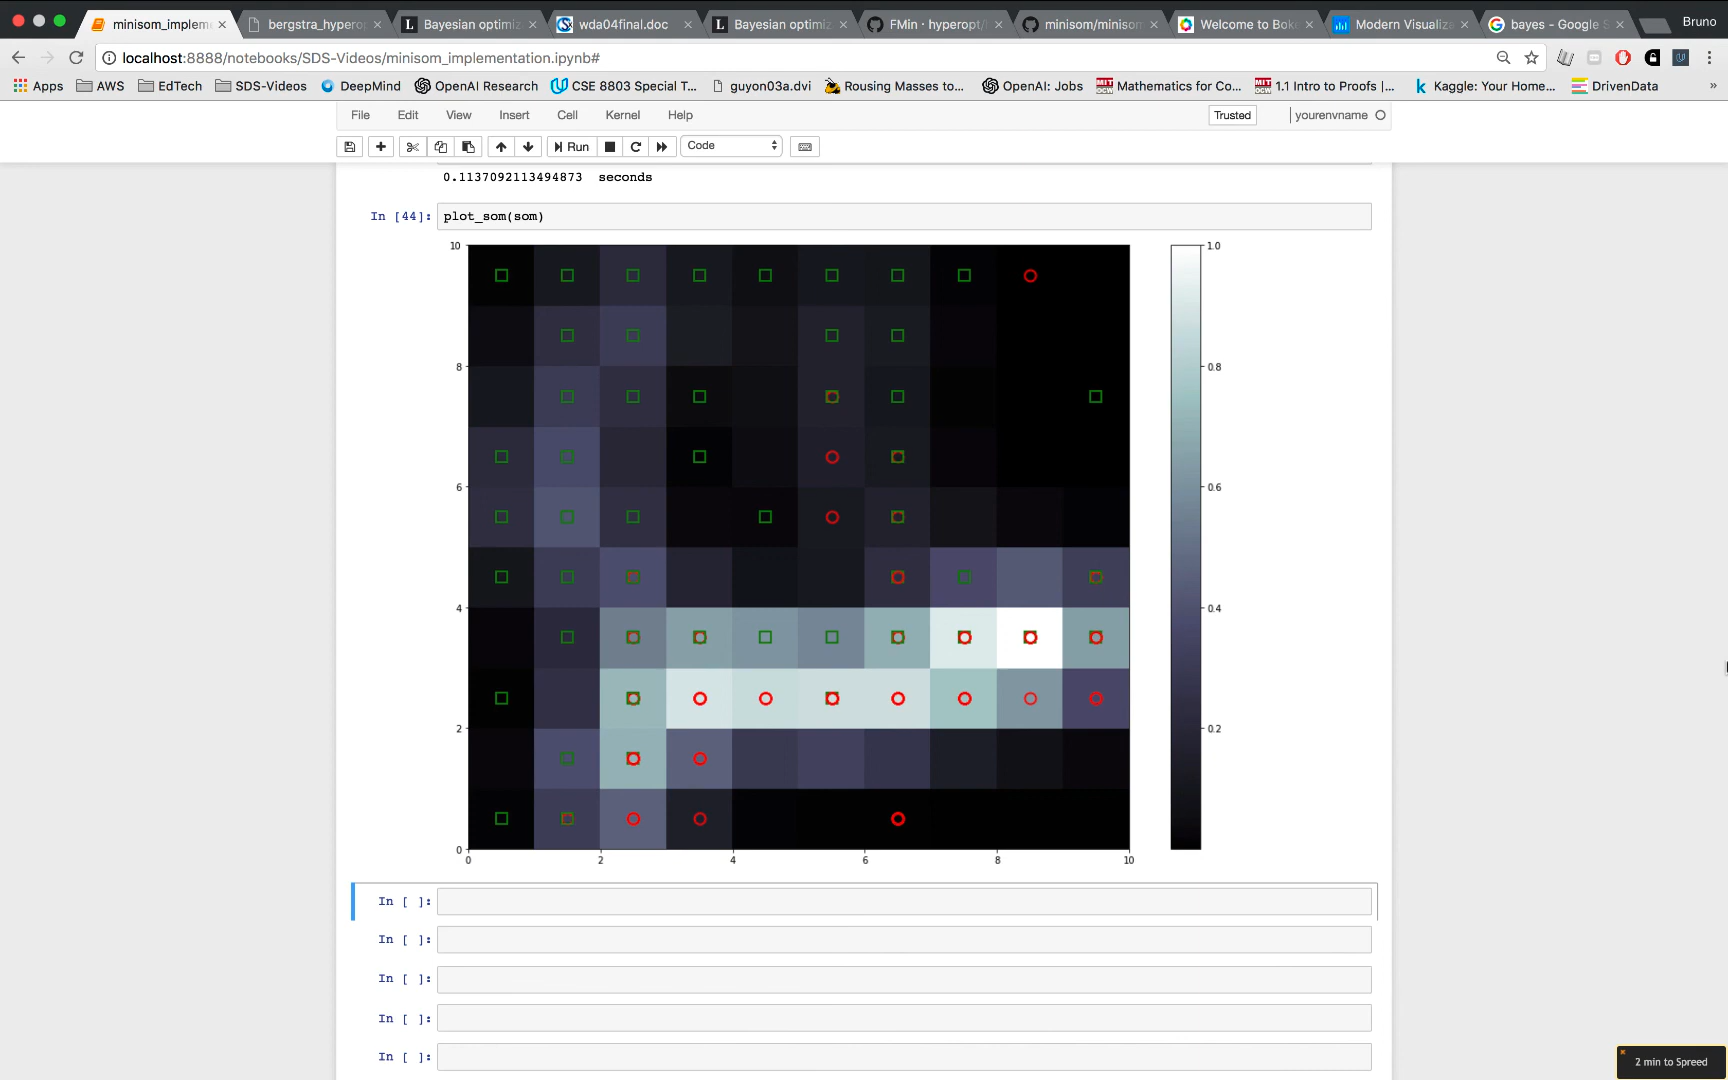 minisom_implem
bergstra_hyperop
Bayesian optimiz
wda04final.doc
Bayesian optimiz
FMin · hyperopt/
minisom/minisom
Welcome to Boke
Modern Visualiza
bayes - Google S
Bruno
localhost:8888/notebooks/SDS-Videos/minisom_implementation.ipynb#
Apps
AWS
EdTech
SDS-Videos
DeepMind
OpenAI Research
CSE 8803 Special T...
guyon03a.dvi
Rousing Masses to...
OpenAI: Jobs
Mathematics for Co...
1.1 Intro to Proofs |...
Kaggle: Your Home...
DrivenData
»
File Edit View Insert Cell Kernel Help
Trusted
yourenvname
Run
Code
0.1137092113494873 seconds
In [44]: plot_som(som)
10
8
6
4
2
0
0 2 4 6 8 10
1.0
0.8
0.6
0.4
0.2
In [ ]:
In [ ]:
In [ ]:
In [ ]:
In [ ]:
2 min to Spreed